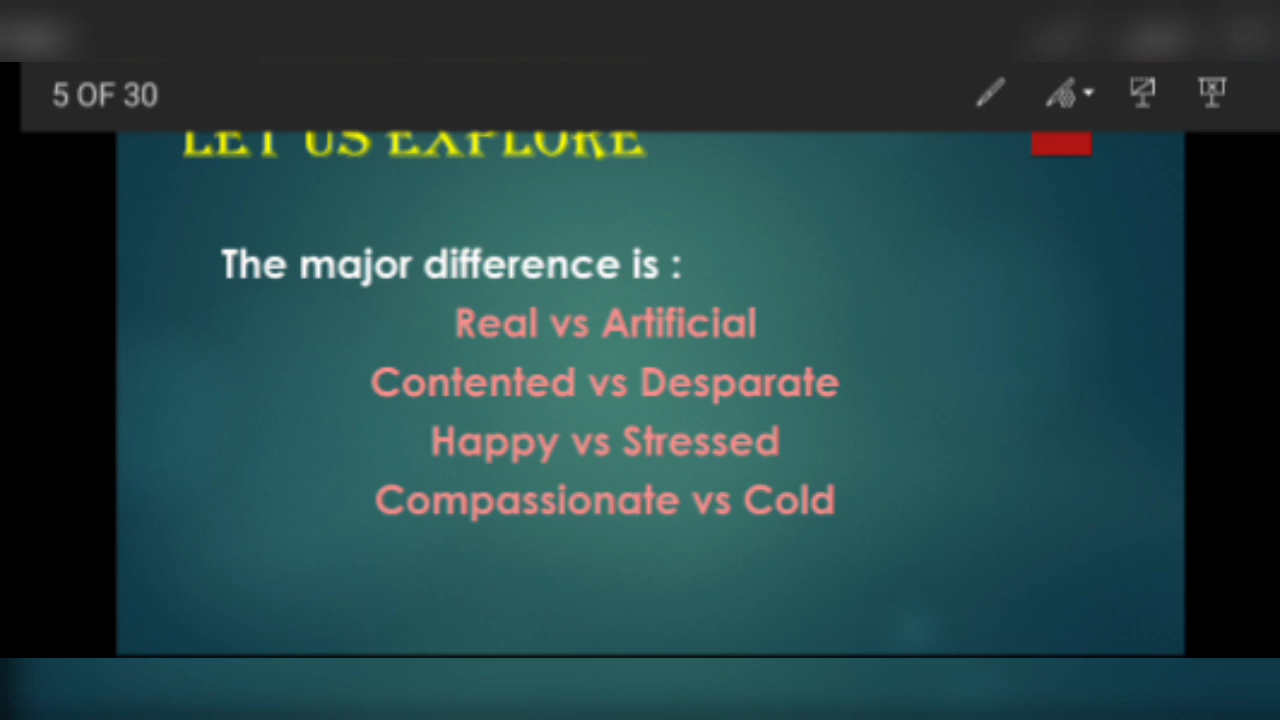 5 OF 30
LET US EXPLORE
The major difference is :
Real vs Artificial
Contented vs Desparate
Happy vs Stressed
Compassionate vs Cold